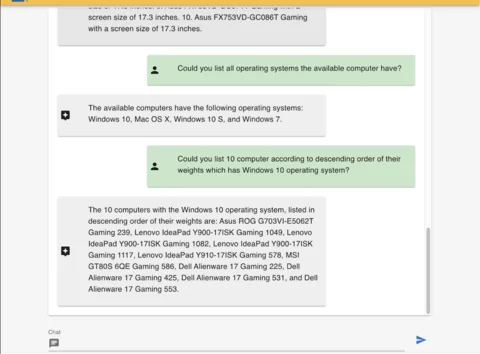 screen size of 17.3 inches. 10. Asus FX753VD-GC086T Gaming
with a screen size of 17.3 inches.
Could you list all operating systems the available computer have?
The available computers have the following operating systems:
Windows 10, Mac OS X, Windows 10 S, and Windows 7.
Could you list 10 computer according to descending order of their
weights which has Windows 10 operating system?
The 10 computers with the Windows 10 operating system, listed in
descending order of their weights are: Asus ROG G703VI-E5062T
Gaming 239, Lenovo IdeaPad Y900-17ISK Gaming 1049, Lenovo
IdeaPad Y900-17ISK Gaming 1082, Lenovo IdeaPad Y900-17ISK
Gaming 1117, Lenovo IdeaPad Y910-17ISK Gaming 578, MSI
GT80S 6QE Gaming 586, Dell Alienware 17 Gaming 225, Dell
Alienware 17 Gaming 425, Dell Alienware 17 Gaming 531, and Dell
Alienware 17 Gaming 553.
Chat